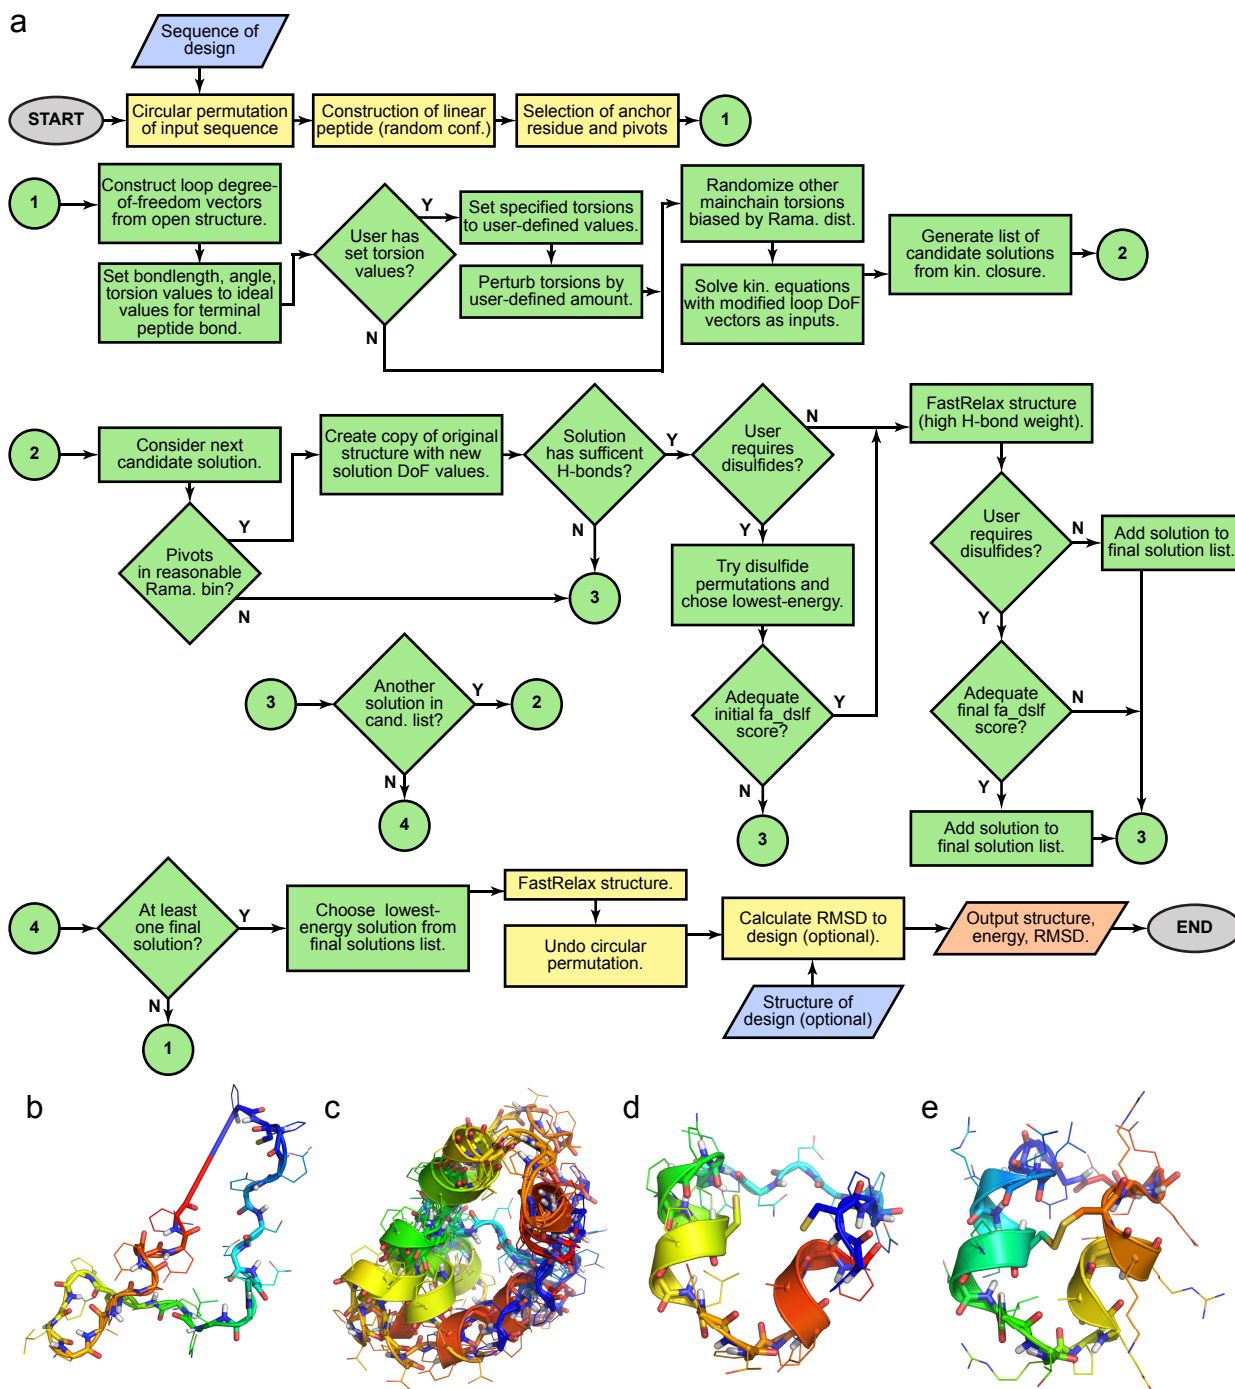 a
Sequence of
design
START
Circular permutation
of input sequence
Construction of linear
peptide (random conf.)
Selection of anchor
residue and pivots
1
1
Construct loop degree-
of-freedom vectors
from open structure.
Set bondlength, angle,
torsion values to ideal
values for terminal
peptide bond.
User has
set torsion
values?
Y
N
Set specified torsions
to user-defined values.
Perturb torsions by
user-defined amount.
Randomize other
mainchain torsions
biased by Rama. dist.
Solve kin. equations
with modified loop DoF
vectors as inputs.
Generate list of
candidate solutions
from kin. closure.
2
2
Consider next
candidate solution.
Pivots
in reasonable
Rama. bin?
Y
N
Create copy of original
structure with new
solution DoF values.
Solution
has sufficent
H-bonds?
Y
N
3
User
requires
disulfides?
N
Y
Try disulfide
permutations and
chose lowest-energy.
Adequate
initial fa_dslf
score?
Y
N
3
FastRelax structure
(high H-bond weight).
User
requires
disulfides?
N
Y
Add solution to
final solution list.
Adequate
final fa_dslf
score?
N
Y
Add solution to
final solution list.
3
3
Another
solution in
cand. list?
Y
2
N
4
4
At least
one final
solution?
Y
N
1
Choose lowest-
energy solution from
final solutions list.
FastRelax structure.
Undo circular
permutation.
Calculate RMSD to
design (optional).
Structure of
design (optional)
Output structure,
energy, RMSD.
END
b
c
d
e